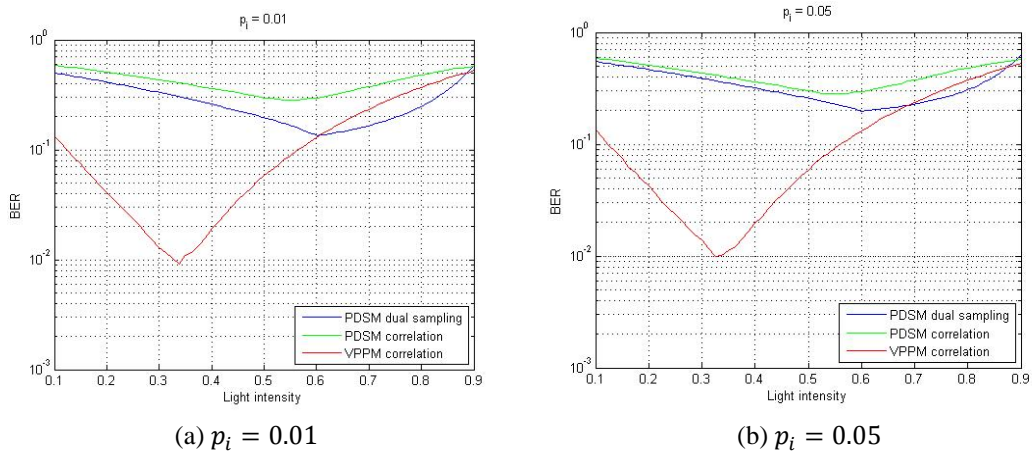 p_i = 0.01
10^0
10^-1
10^-2
10^-3
BER
0.1 0.2 0.3 0.4 0.5 0.6 0.7 0.8 0.9
Light intensity
PDSM dual sampling
PDSM correlation
VPPM correlation
(a) p_i = 0.01
p_i = 0.05
10^0
10^-1
10^-2
10^-3
BER
0.1 0.2 0.3 0.4 0.5 0.6 0.7 0.8 0.9
Light intensity
PDSM dual sampling
PDSM correlation
VPPM correlation
(b) p_i = 0.05